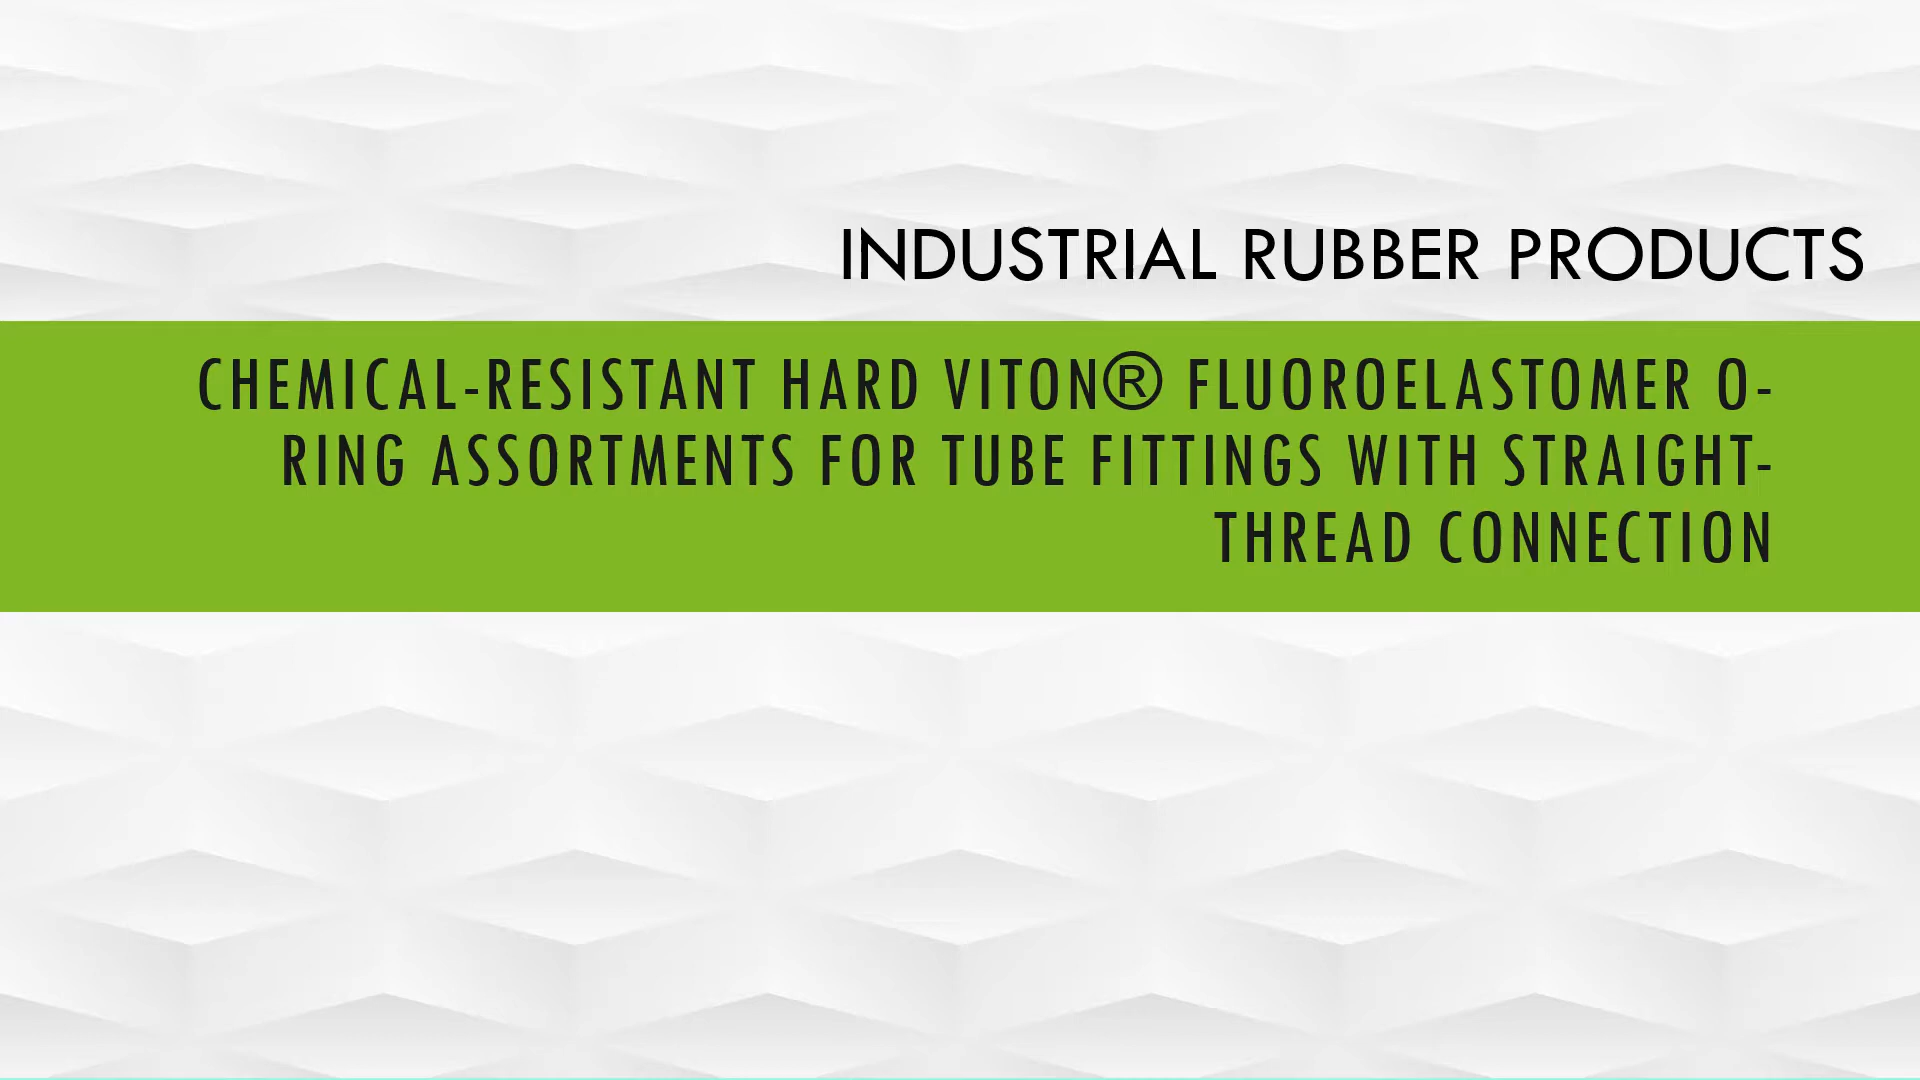 INDUSTRIAL RUBBER PRODUCTS
CHEMICAL-RESISTANT HARD VITON® FLUOROELASTOMER O-
RING ASSORTMENTS FOR TUBE FITTINGS WITH STRAIGHT-
THREAD CONNECTION